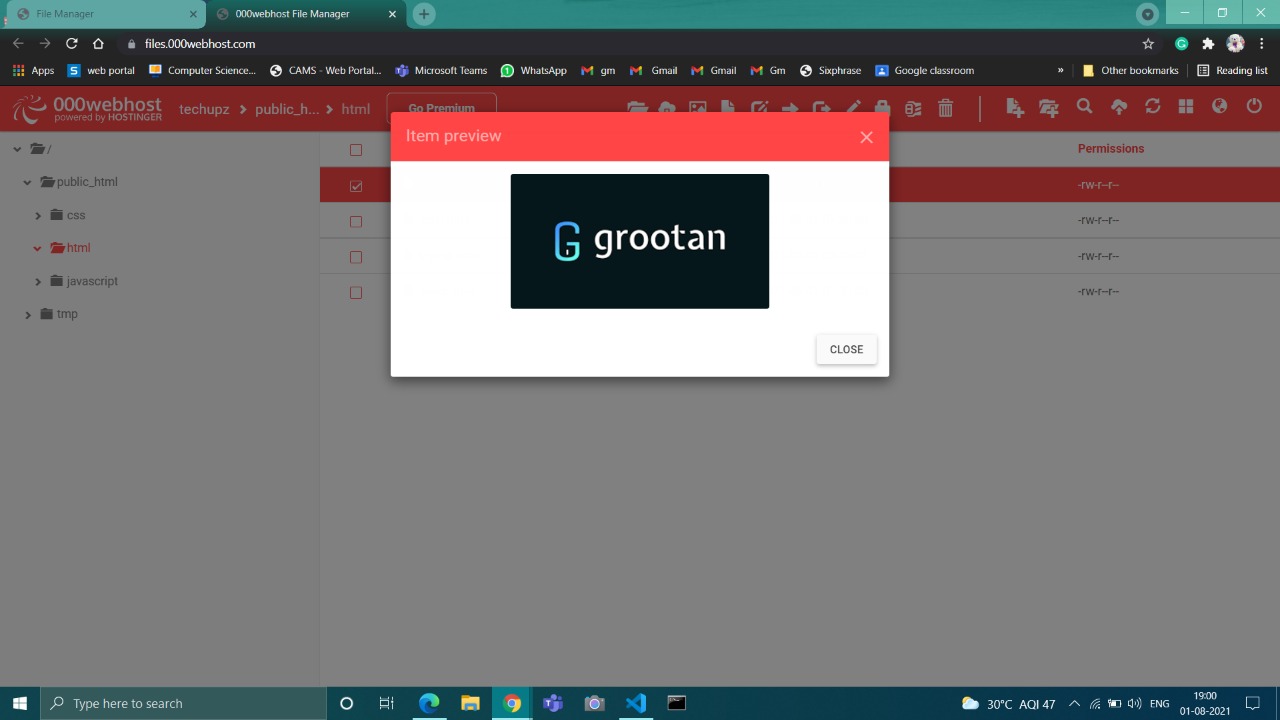 File Manager
000webhost File Manager
files.000webhost.com
Apps
web portal
Computer Science...
CAMS - Web Portal...
Microsoft Teams
WhatsApp
gm
Gmail
Gmail
Gm
Sixphrase
Google classroom
»
Other bookmarks
Reading list
000webhost
powered by HOSTINGER
techupz
public_h...
html
Go Premium
Item preview
/
public_html
css
html
javascript
tmp
Permissions
-rw-r--r--
-rw-r--r--
-rw-r--r--
-rw-r--r--
grootan
CLOSE
Type here to search
30°C AQI 47
ENG
19:00
01-08-2021